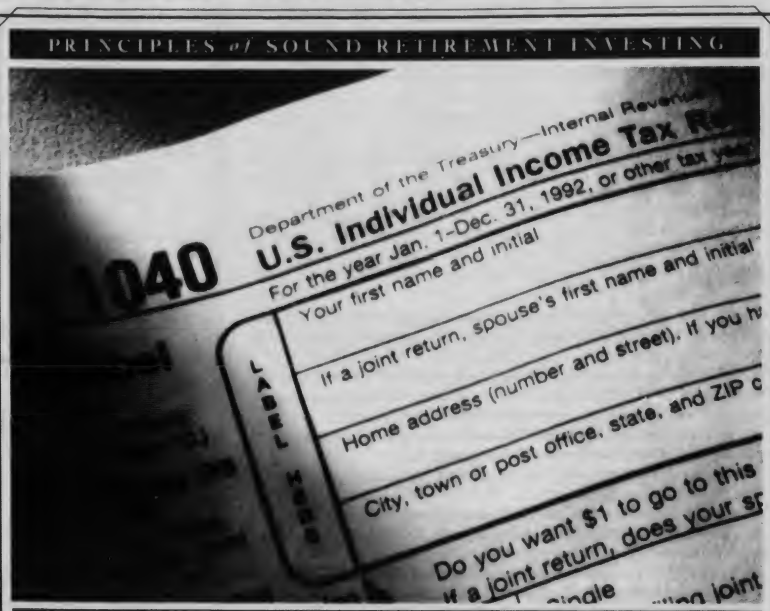 PRINCIPLES of SOUND RETIREMENT INVESTING
Department of the Treasury—Internal Revenue
1040
U.S. Individual Income Tax
For the year Jan. 1-Dec. 31, 1992, or other tax year
Your first name and initial
If a joint return, spouse's first name and initial
Home address (number and street). If you
City, town or post office, state, and ZIP
LABEL HERE
Do you want $1 to go to this
If a joint return, does your
Single
joint